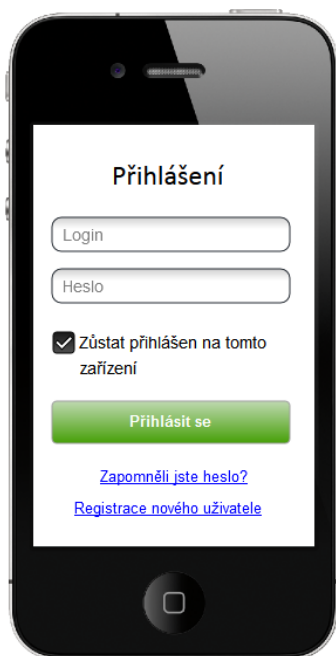 Přihlášení
Login
Heslo
Zůstat přihlášen na tomto
zařízení
Přihlásit se
Zapomněli jste heslo?
Registrace nového uživatele